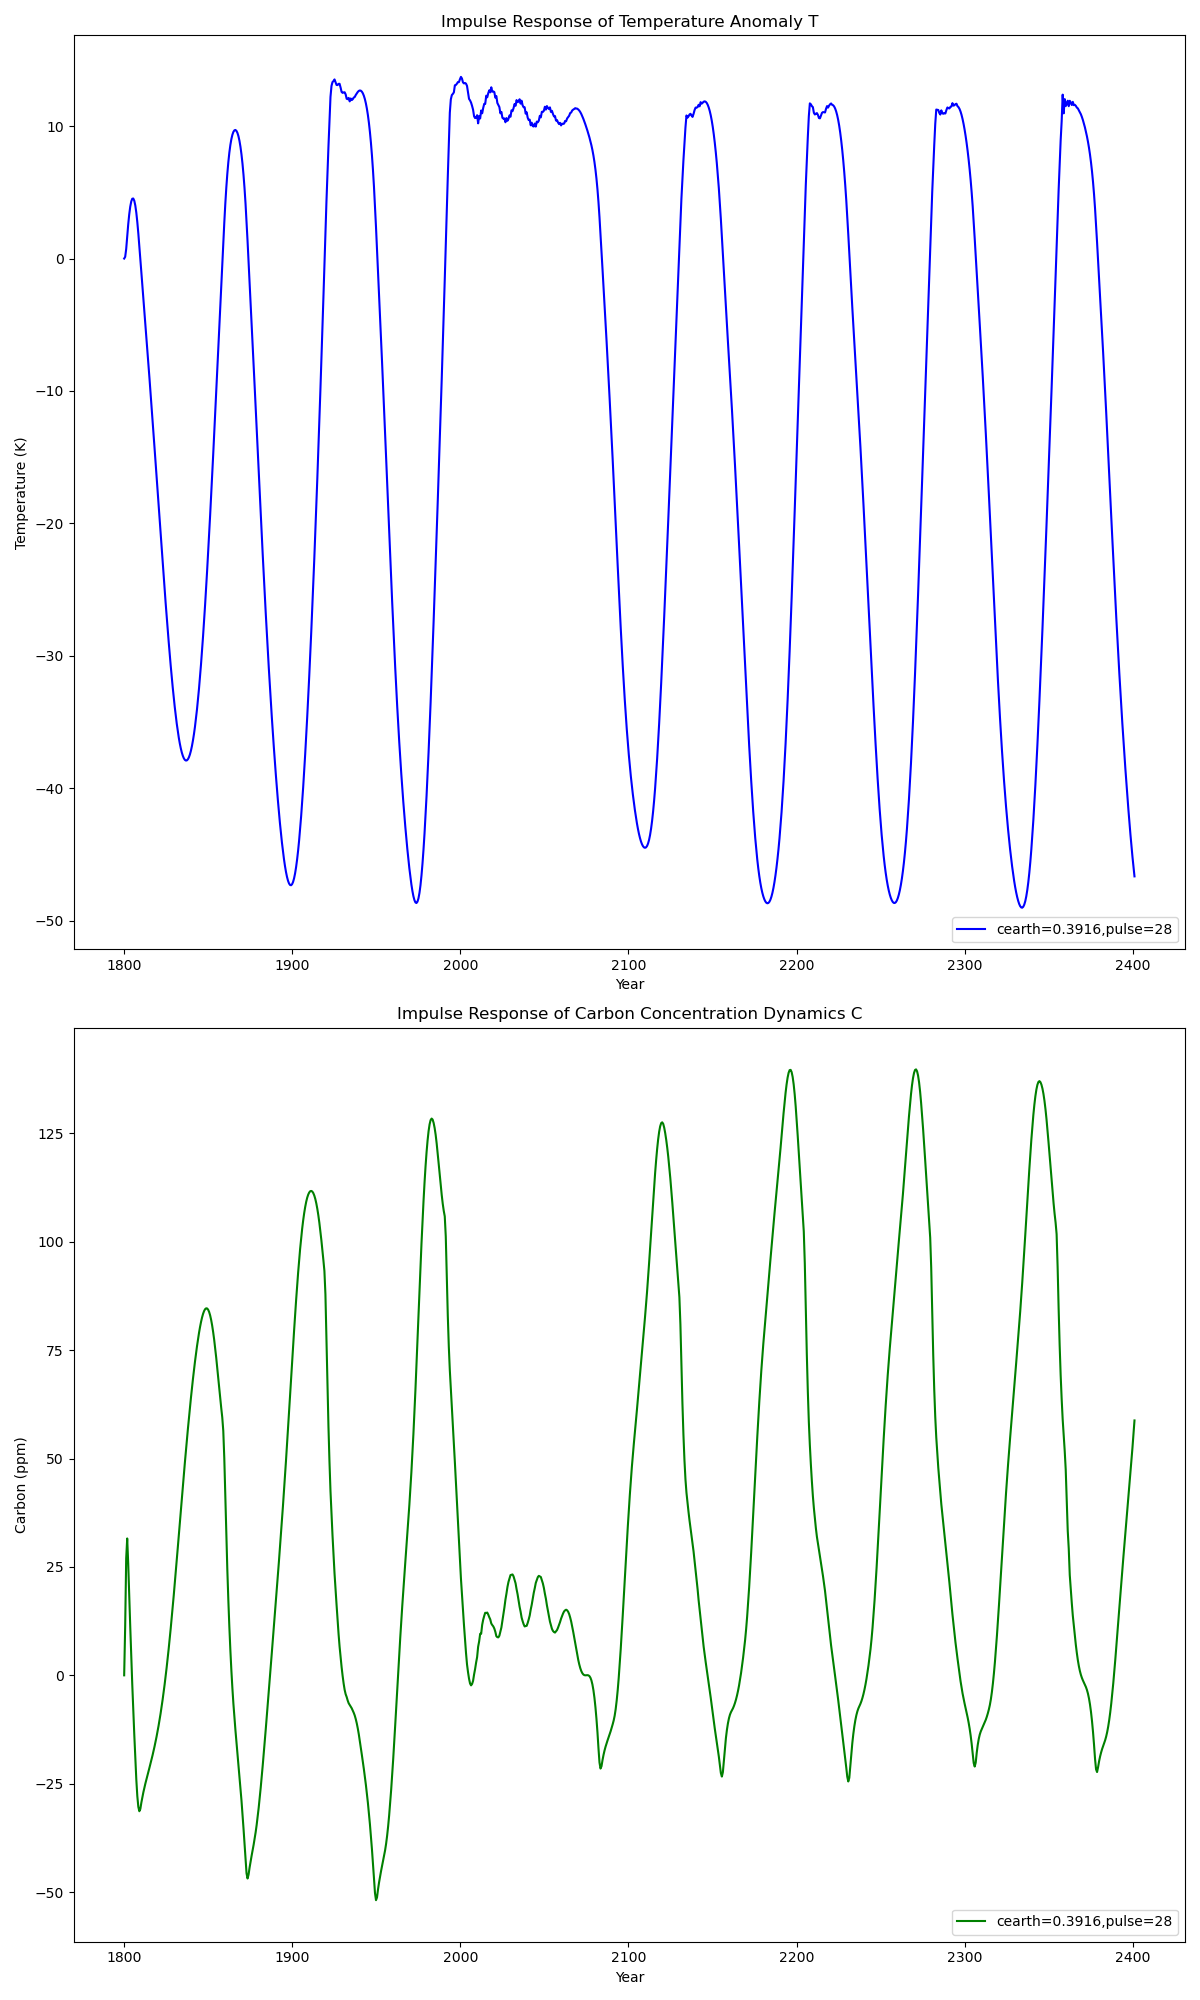 Impulse Response of Temperature Anomaly T
Temperature (K)
10
0
−10
−20
−30
−40
−50
cearth=0.3916,pulse=28
1800 1900 2000 2100 2200 2300 2400
Year
Impulse Response of Carbon Concentration Dynamics C
Carbon (ppm)
125
100
75
50
25
0
−25
−50
cearth=0.3916,pulse=28
1800 1900 2000 2100 2200 2300 2400
Year